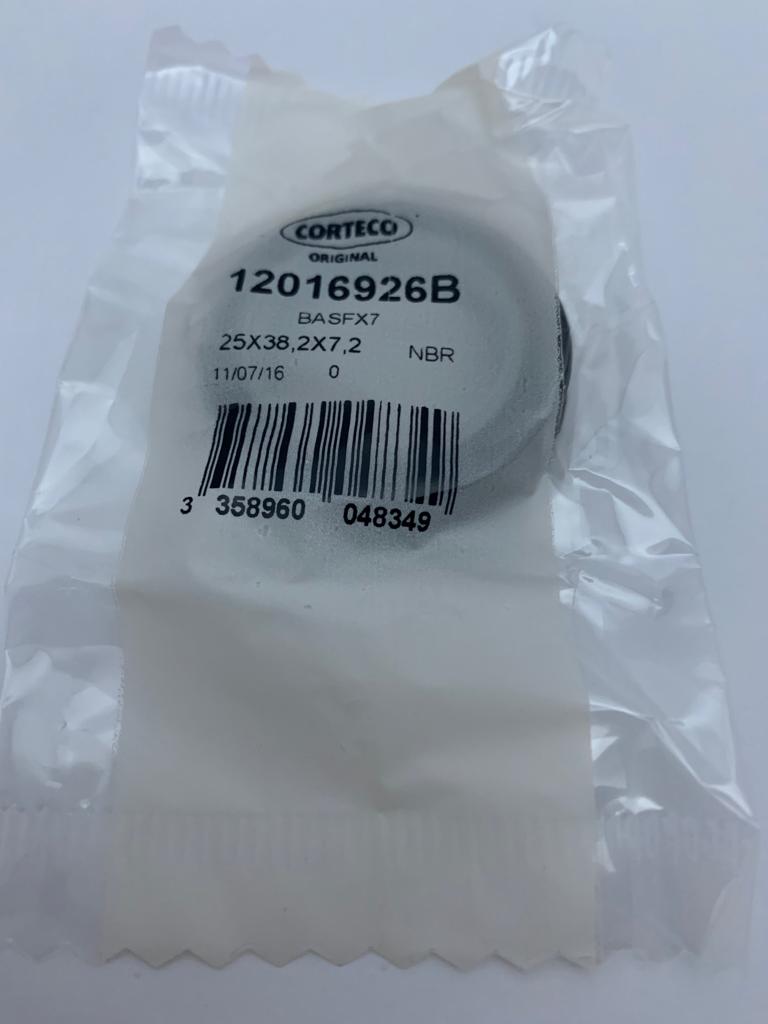 CORTECO
ORIGINAL
12016926B
BASFX7
25X38,2X7,2 NBR
11/07/16 0
3 358960 048349